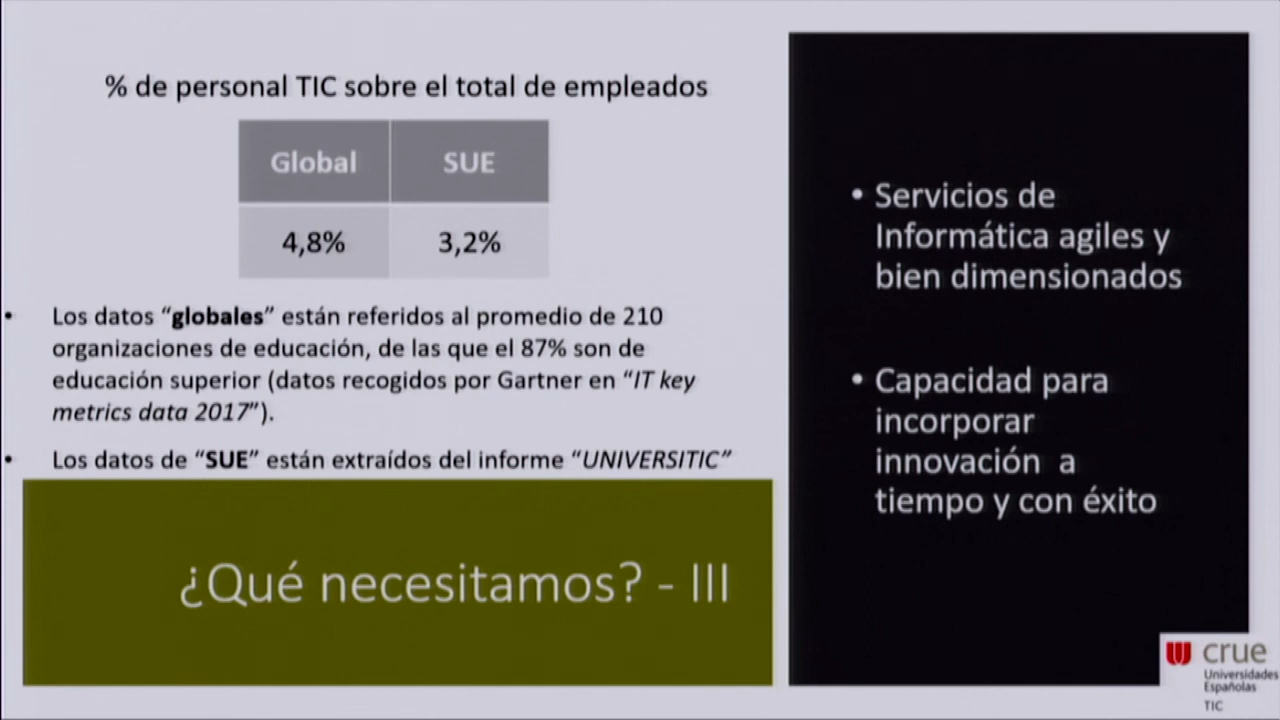 % de personal TIC sobre el total de empleados
Global SUE
4,8% 3,2%
• Los datos “globales” están referidos al promedio de 210
organizaciones de educación, de las que el 87% son de
educación superior (datos recogidos por Gartner en “IT key
metrics data 2017”).
• Los datos de “SUE” están extraídos del informe “UNIVERSITIC”
¿Qué necesitamos? - III
• Servicios de
Informática agiles y
bien dimensionados
• Capacidad para
incorporar
innovación a
tiempo y con éxito
crue
Universidades
Españolas
TIC